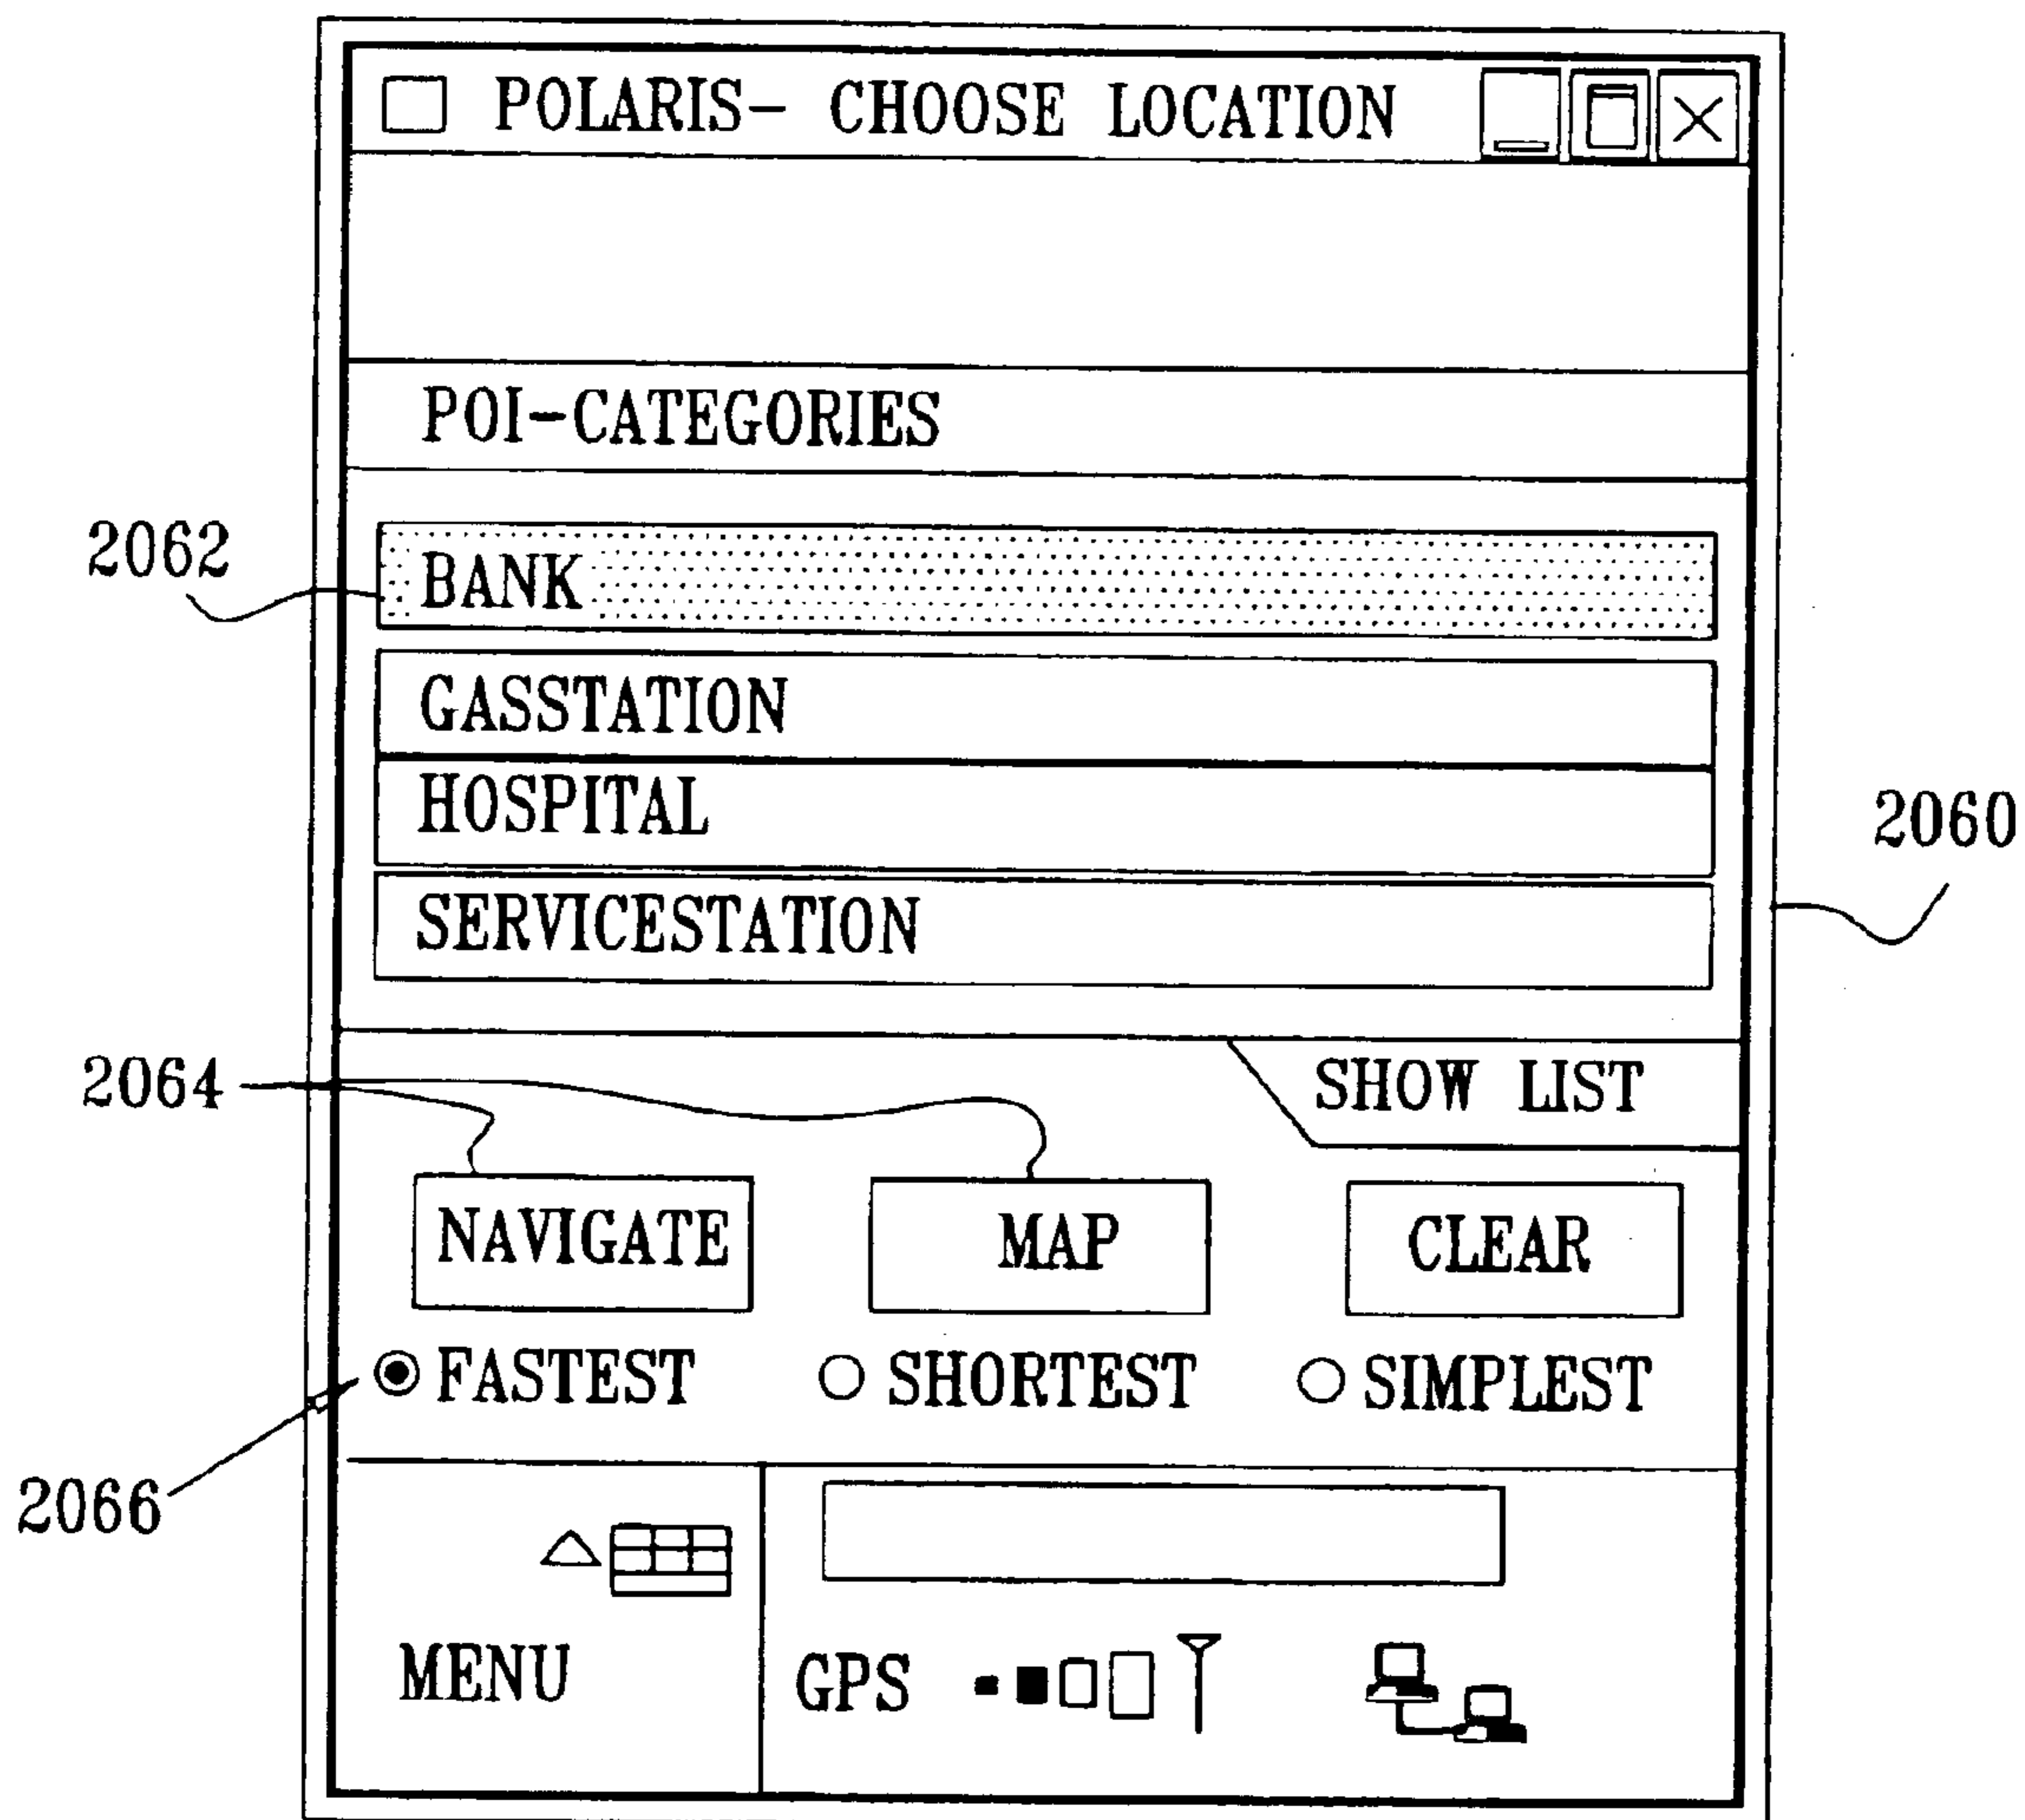 POLARIS- CHOOSE LOCATION
POI-CATEGORIES
2062
BANK
GASSTATION
HOSPITAL
2060
SERVICESTATION
2064
SHOW LIST
NAVIGATE MAP CLEAR
FASTEST SHORTEST SIMPLEST
2066
MENU GPS